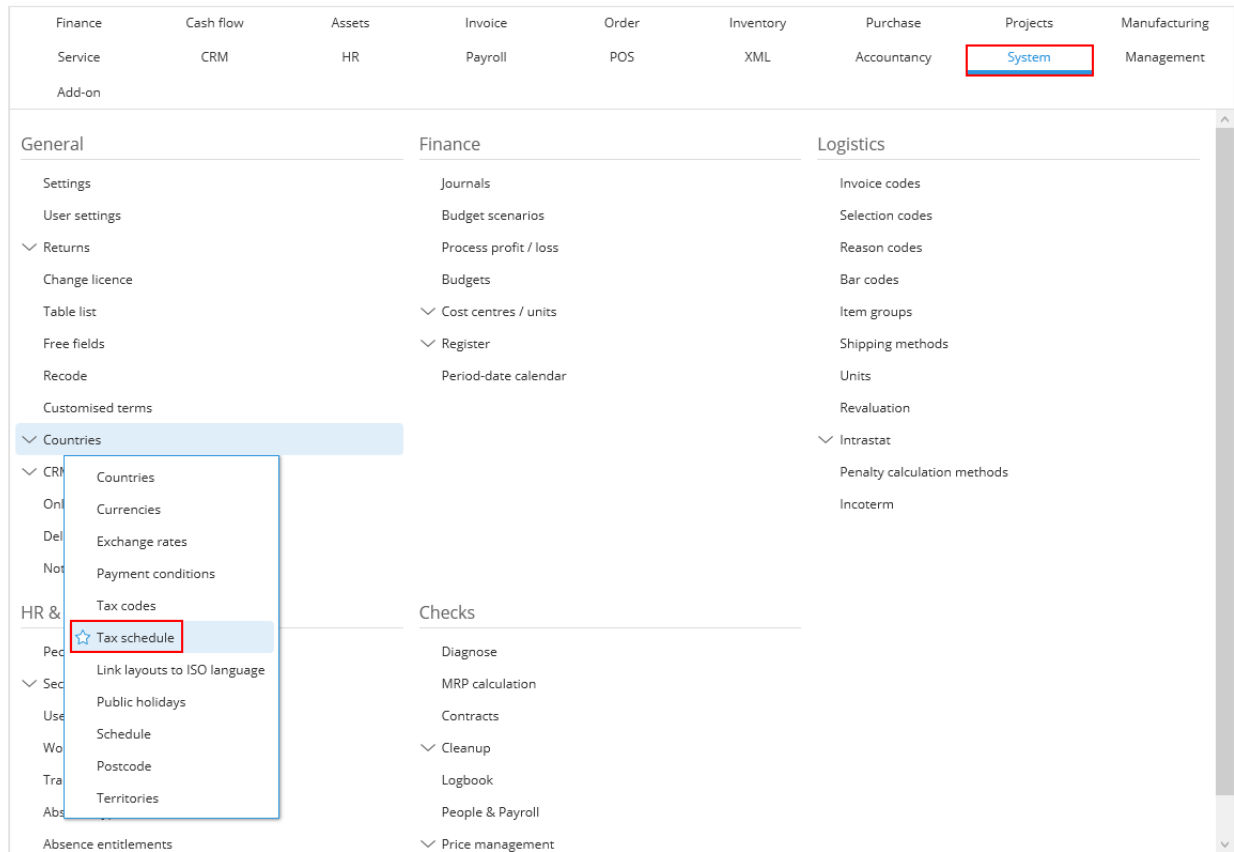 Finance Cash flow Assets Invoice Order Inventory Purchase Projects Manufacturing
Service CRM HR Payroll POS XML Accountancy System Management
Add-on
General
Settings
User settings
Returns
Change licence
Table list
Free fields
Recode
Customised terms
Countries
Countries
Currencies
Exchange rates
Payment conditions
Tax codes
Tax schedule
Link layouts to ISO language
Public holidays
Schedule
Postcode
Territories
HR &
Absence entitlements
Finance
Journals
Budget scenarios
Process profit / loss
Budgets
Cost centres / units
Register
Period-date calendar
Checks
Diagnose
MRP calculation
Contracts
Cleanup
Logbook
People & Payroll
Price management
Logistics
Invoice codes
Selection codes
Reason codes
Bar codes
Item groups
Shipping methods
Units
Revaluation
Intrastat
Penalty calculation methods
Incoterm